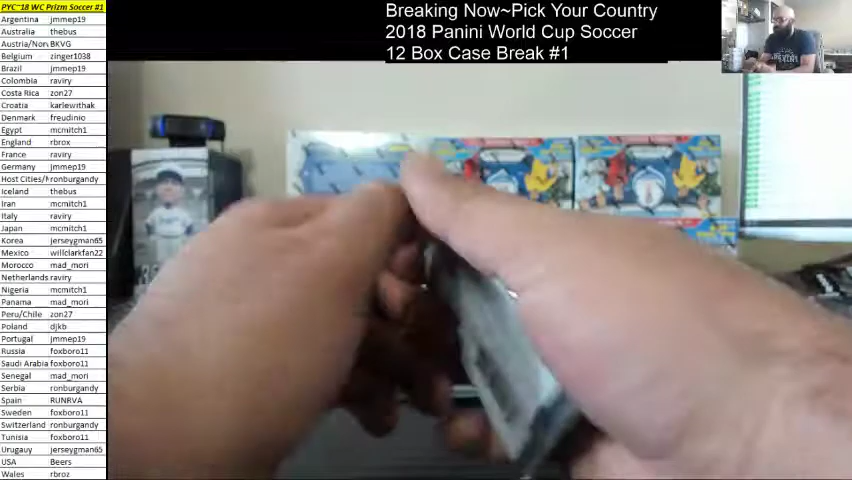 PYC~18 WC Prizm Soccer #1
Argentina jmmep19
Australia thebus
Austria/Nor BKVG
Belgium zinger1038
Brazil jmmep19
Colombia raviry
Costa Rica zon27
Croatia karlewithak
Denmark freudinio
Egypt mcmitch1
England rbrox
France raviry
Germany jmmep19
Host Cities/N ronburgandy
Iceland thebus
Iran mcmitch1
Italy raviry
Japan mcmitch1
Korea jerseygman65
Mexico willclarkfan22
Morocco mad_mori
Netherlands raviry
Nigeria mcmitch1
Panama mad_mori
Peru/Chile zon27
Poland djkb
Portugal jmmep19
Russia foxboro11
Saudi Arabia foxboro11
Senegal mad_mori
Serbia ronburgandy
Spain RUNRVA
Sweden foxboro11
Switzerland ronburgandy
Tunisia foxboro11
Urugauy jerseygman65
USA Beers
Wales rbroz
Breaking Now~Pick Your Country
2018 Panini World Cup Soccer
12 Box Case Break #1